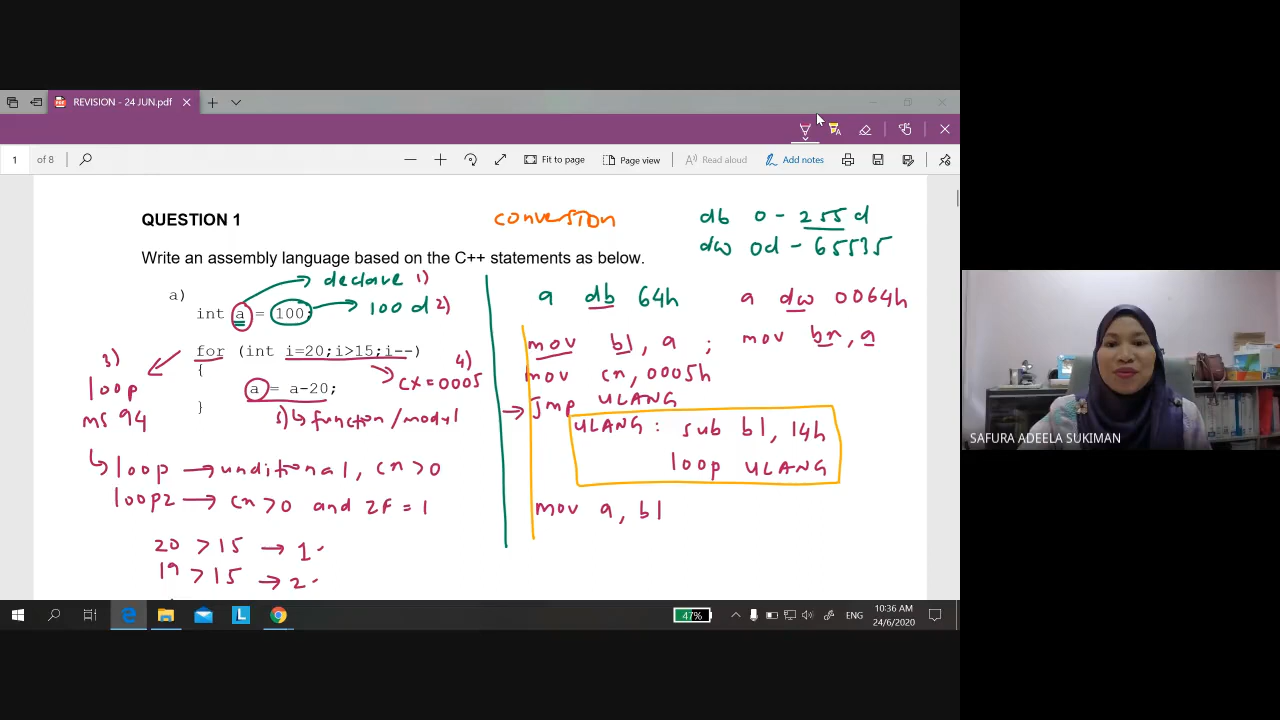 REVISION - 24 JUN.pdf
1 of 8
Fit to page
Page view
Read aloud
Add notes
QUESTION 1
conversion
db 0 - 255 d
dw 0d - 65535
Write an assembly language based on the C++ statements as below.
a)
declare 1)
int a = 100;
100 d 2)
for (int i=20;i>15;i--)
{
a = a-20;
}
3)
loop
ms 94
4)
cx = 0005
5) function / modul
loop → unditional, cx > 0
loopz → cx > 0 and ZF = 1
20 > 15 → 1
19 > 15 → 2
a db 64h
a dw 0064h
mov bl, a ; mov bx, a
mov cx, 0005h
jmp ULANG
ULANG: sub bl, 14h
loop ULANG
mov a, bl
SAFURA ADEELA SUKIMAN
47%
ENG
10:36 AM
24/6/2020